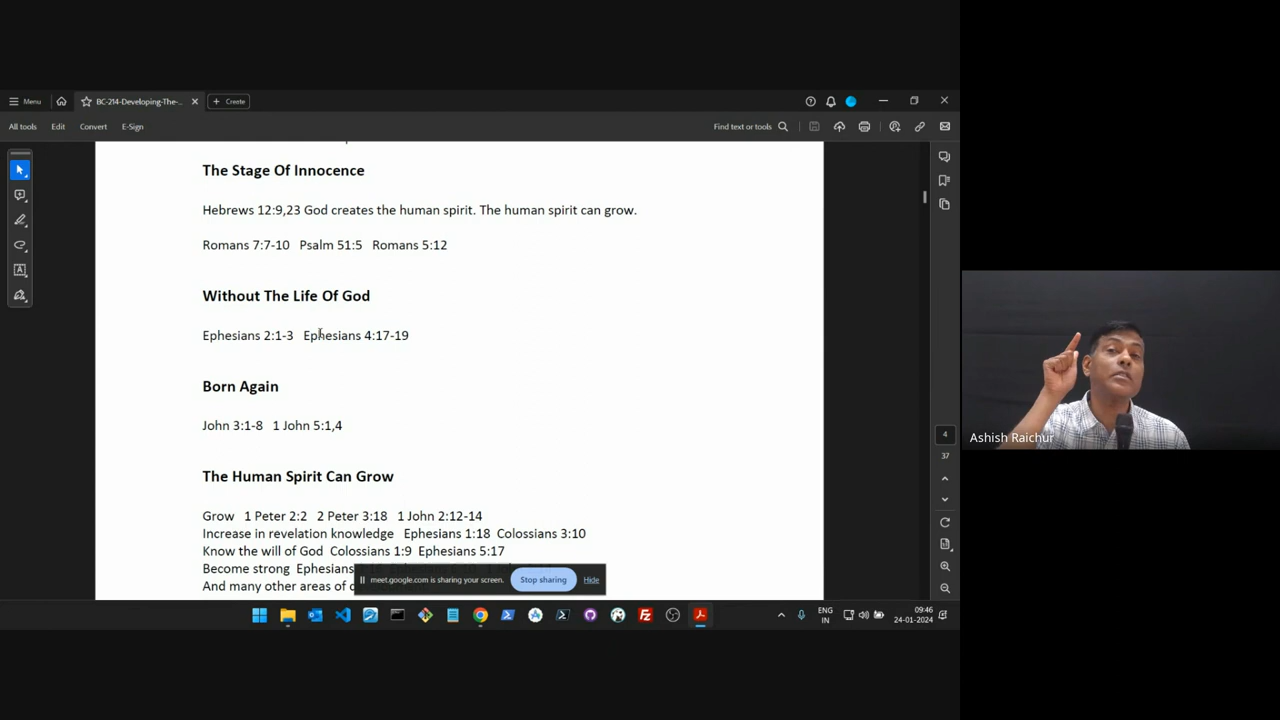 Menu
BC-214-Developing-The-...
Create
All tools
Edit
Convert
E-Sign
Find text or tools
The Stage Of Innocence
Hebrews 12:9,23 God creates the human spirit. The human spirit can grow.
Romans 7:7-10 Psalm 51:5 Romans 5:12
Without The Life Of God
Ephesians 2:1-3 Ephesians 4:17-19
Born Again
John 3:1-8 1 John 5:1,4
The Human Spirit Can Grow
Grow 1 Peter 2:2 2 Peter 3:18 1 John 2:12-14
Increase in revelation knowledge Ephesians 1:18 Colossians 3:10
Know the will of God Colossians 1:9 Ephesians 5:17
Become strong Ephesians
And many other areas of
meet.google.com is sharing your screen.
Stop sharing
Hide
4
37
Ashish Raichur
ENG
IN
09:46
24-01-2024